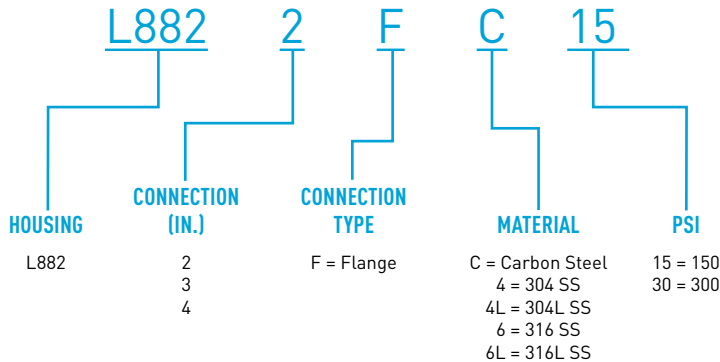 L882 2 F C 15
HOUSING
L882
CONNECTION
(IN.)
2
3
4
CONNECTION
TYPE
F = Flange
MATERIAL
C = Carbon Steel
4 = 304 SS
4L = 304L SS
6 = 316 SS
6L = 316L SS
PSI
15 = 150
30 = 300